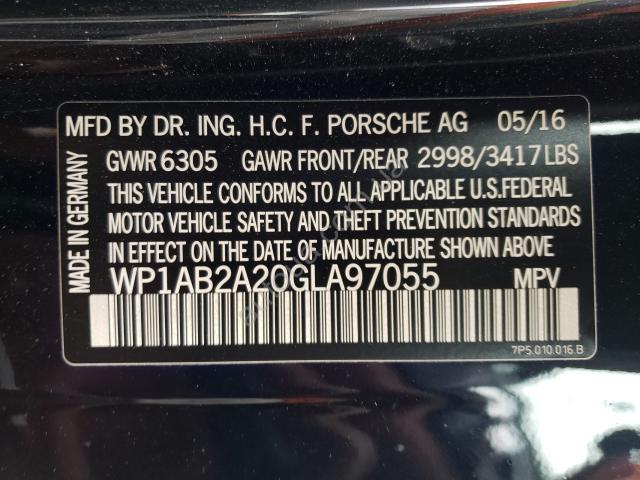 MFD BY DR. ING. H.C. F. PORSCHE AG 05/16
GVWR 6305 GAWR FRONT/REAR 2998/3417LBS
THIS VEHICLE CONFORMS TO ALL APPLICABLE U.S.FEDERAL
MOTOR VEHICLE SAFETY AND THEFT PREVENTION STANDARDS
IN EFFECT ON THE DATE OF MANUFACTURE SHOWN ABOVE
WP1AB2A20GLA97055 MPV
7P5.010.016.B
MADE IN GERMANY